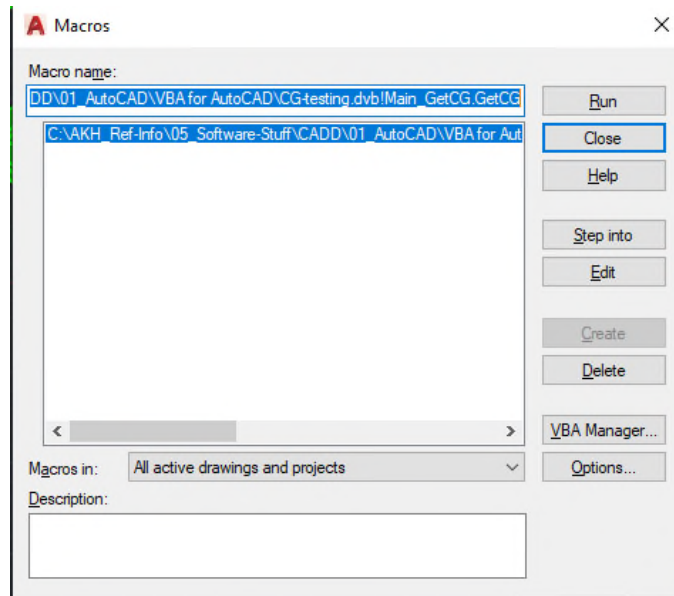 Macros
Macro name:
DD\01_AutoCAD\VBA for AutoCAD\CG-testing.dvb!Main_GetCG.GetCG
Run
C:\AKH_Ref-Info\05_Software-Stuff\CADD\01_AutoCAD\VBA for Aut
Close
Help
Step into
Edit
Create
Delete
VBA Manager...
Macros in:
All active drawings and projects
Options...
Description: